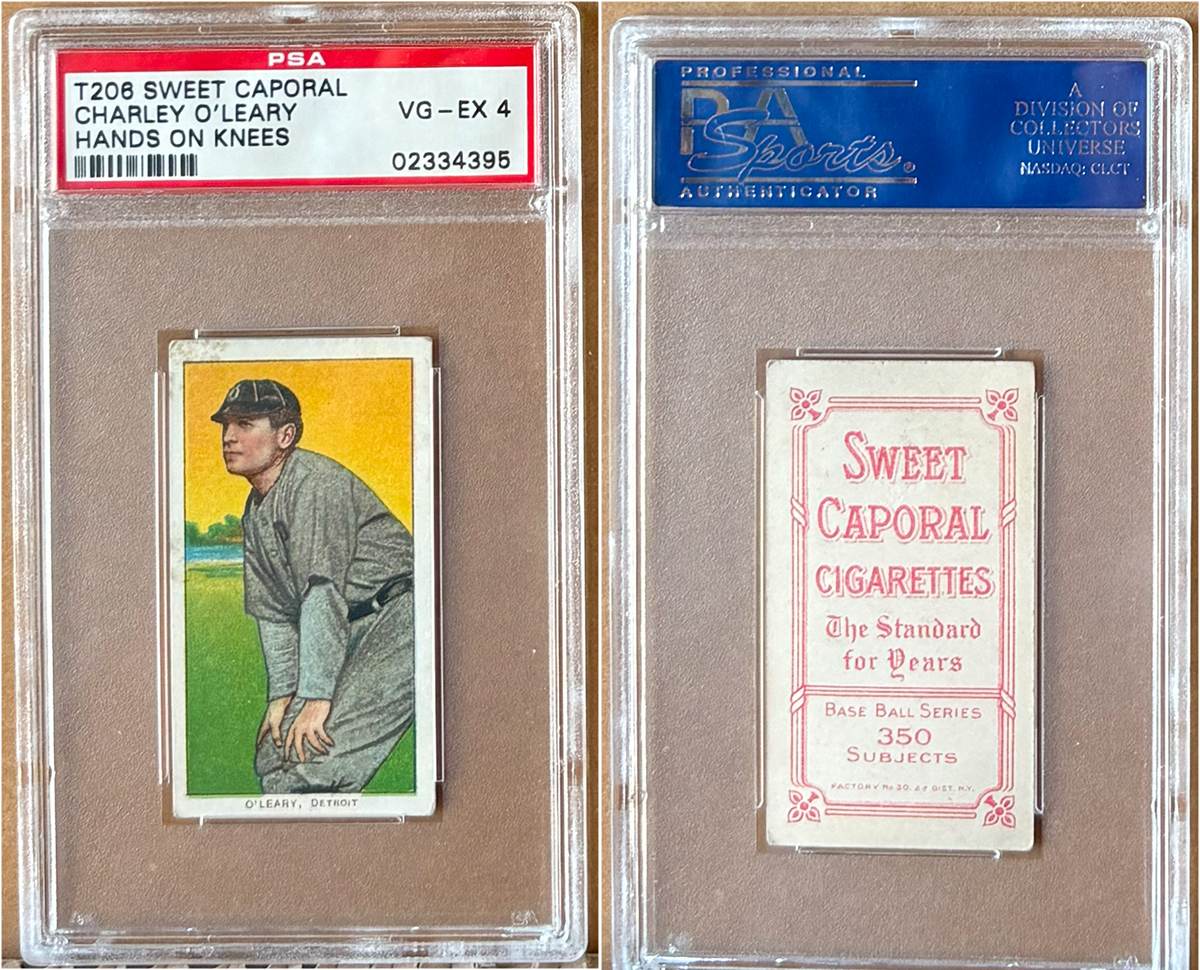 PSA
T206 SWEET CAPORAL
CHARLEY O'LEARY
HANDS ON KNEES
VG-EX 4
02334395
O'LEARY, DETROIT
PROFESSIONAL
PSA
Sports.®
AUTHENTICATOR
A
DIVISION OF
COLLECTORS
UNIVERSE
NASDAQ: CLCT
SWEET
CAPORAL
CIGARETTES
The Standard
for Years
BASE BALL SERIES
350
SUBJECTS
FACTORY No 30. 2d DIST. N.Y.